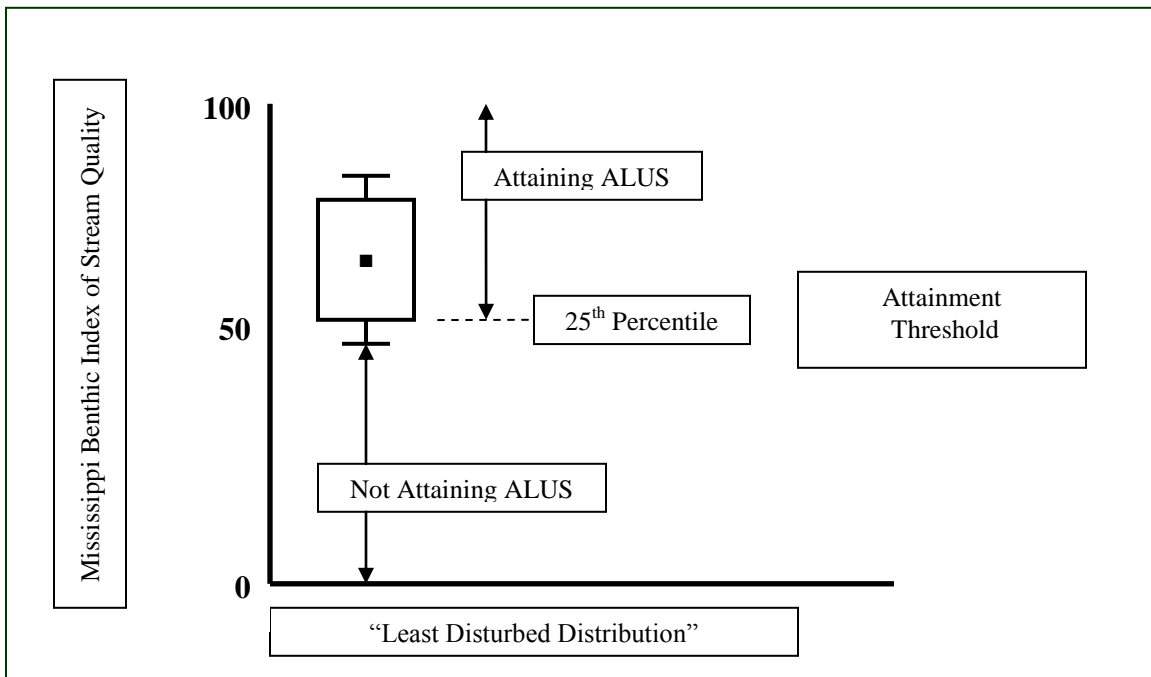 Mississippi Benthic Index of Stream Quality
100
50
0
Attaining ALUS
25th Percentile
Attainment
Threshold
Not Attaining ALUS
“Least Disturbed Distribution”